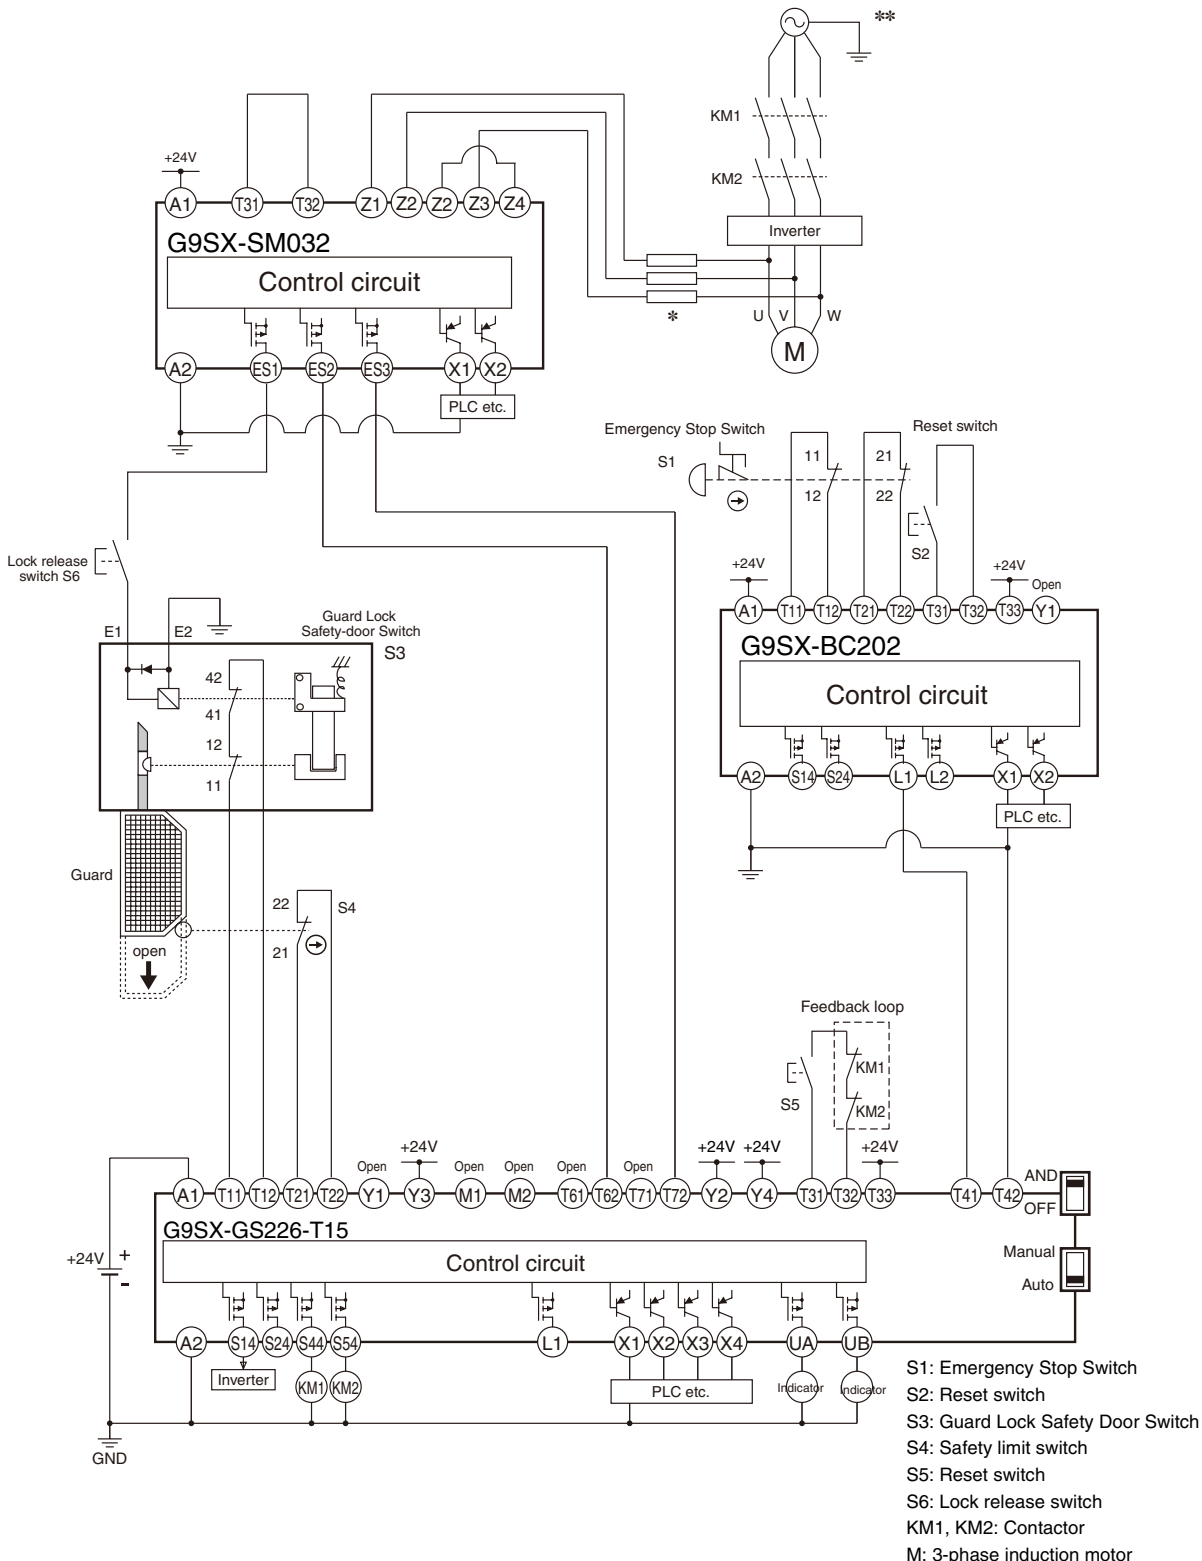 **
KM1
KM2
Inverter
U V W
M
*
+24V
A1 T31 T32 Z1 Z2 Z2 Z3 Z4
G9SX-SM032
Control circuit
A2 ES1 ES2 ES3 X1 X2
PLC etc.
Emergency Stop Switch
S1
11 21
12 22
Reset switch
S2
+24V +24V
Open
A1 T11 T12 T21 T22 T31 T32 T33 Y1
G9SX-BC202
Control circuit
A2 S14 S24 L1 L2 X1 X2
PLC etc.
Lock release
switch S6
E1 E2
Guard Lock
Safety-door Switch
S3
42
41
12
11
Guard
open
22 S4
21
Feedback loop
KM1
S5
KM2
Open +24V Open Open Open Open +24V +24V +24V
A1 T11 T12 T21 T22 Y1 Y3 M1 M2 T61 T62 T71 T72 Y2 Y4 T31 T32 T33 T41 T42
AND
OFF
G9SX-GS226-T15
Control circuit
Manual
Auto
+24V + -
A2 S14 S24 S44 S54 L1 X1 X2 X3 X4 UA UB
Inverter KM1 KM2 PLC etc. Indicator Indicator
GND
S1: Emergency Stop Switch
S2: Reset switch
S3: Guard Lock Safety Door Switch
S4: Safety limit switch
S5: Reset switch
S6: Lock release switch
KM1, KM2: Contactor
M: 3-phase induction motor